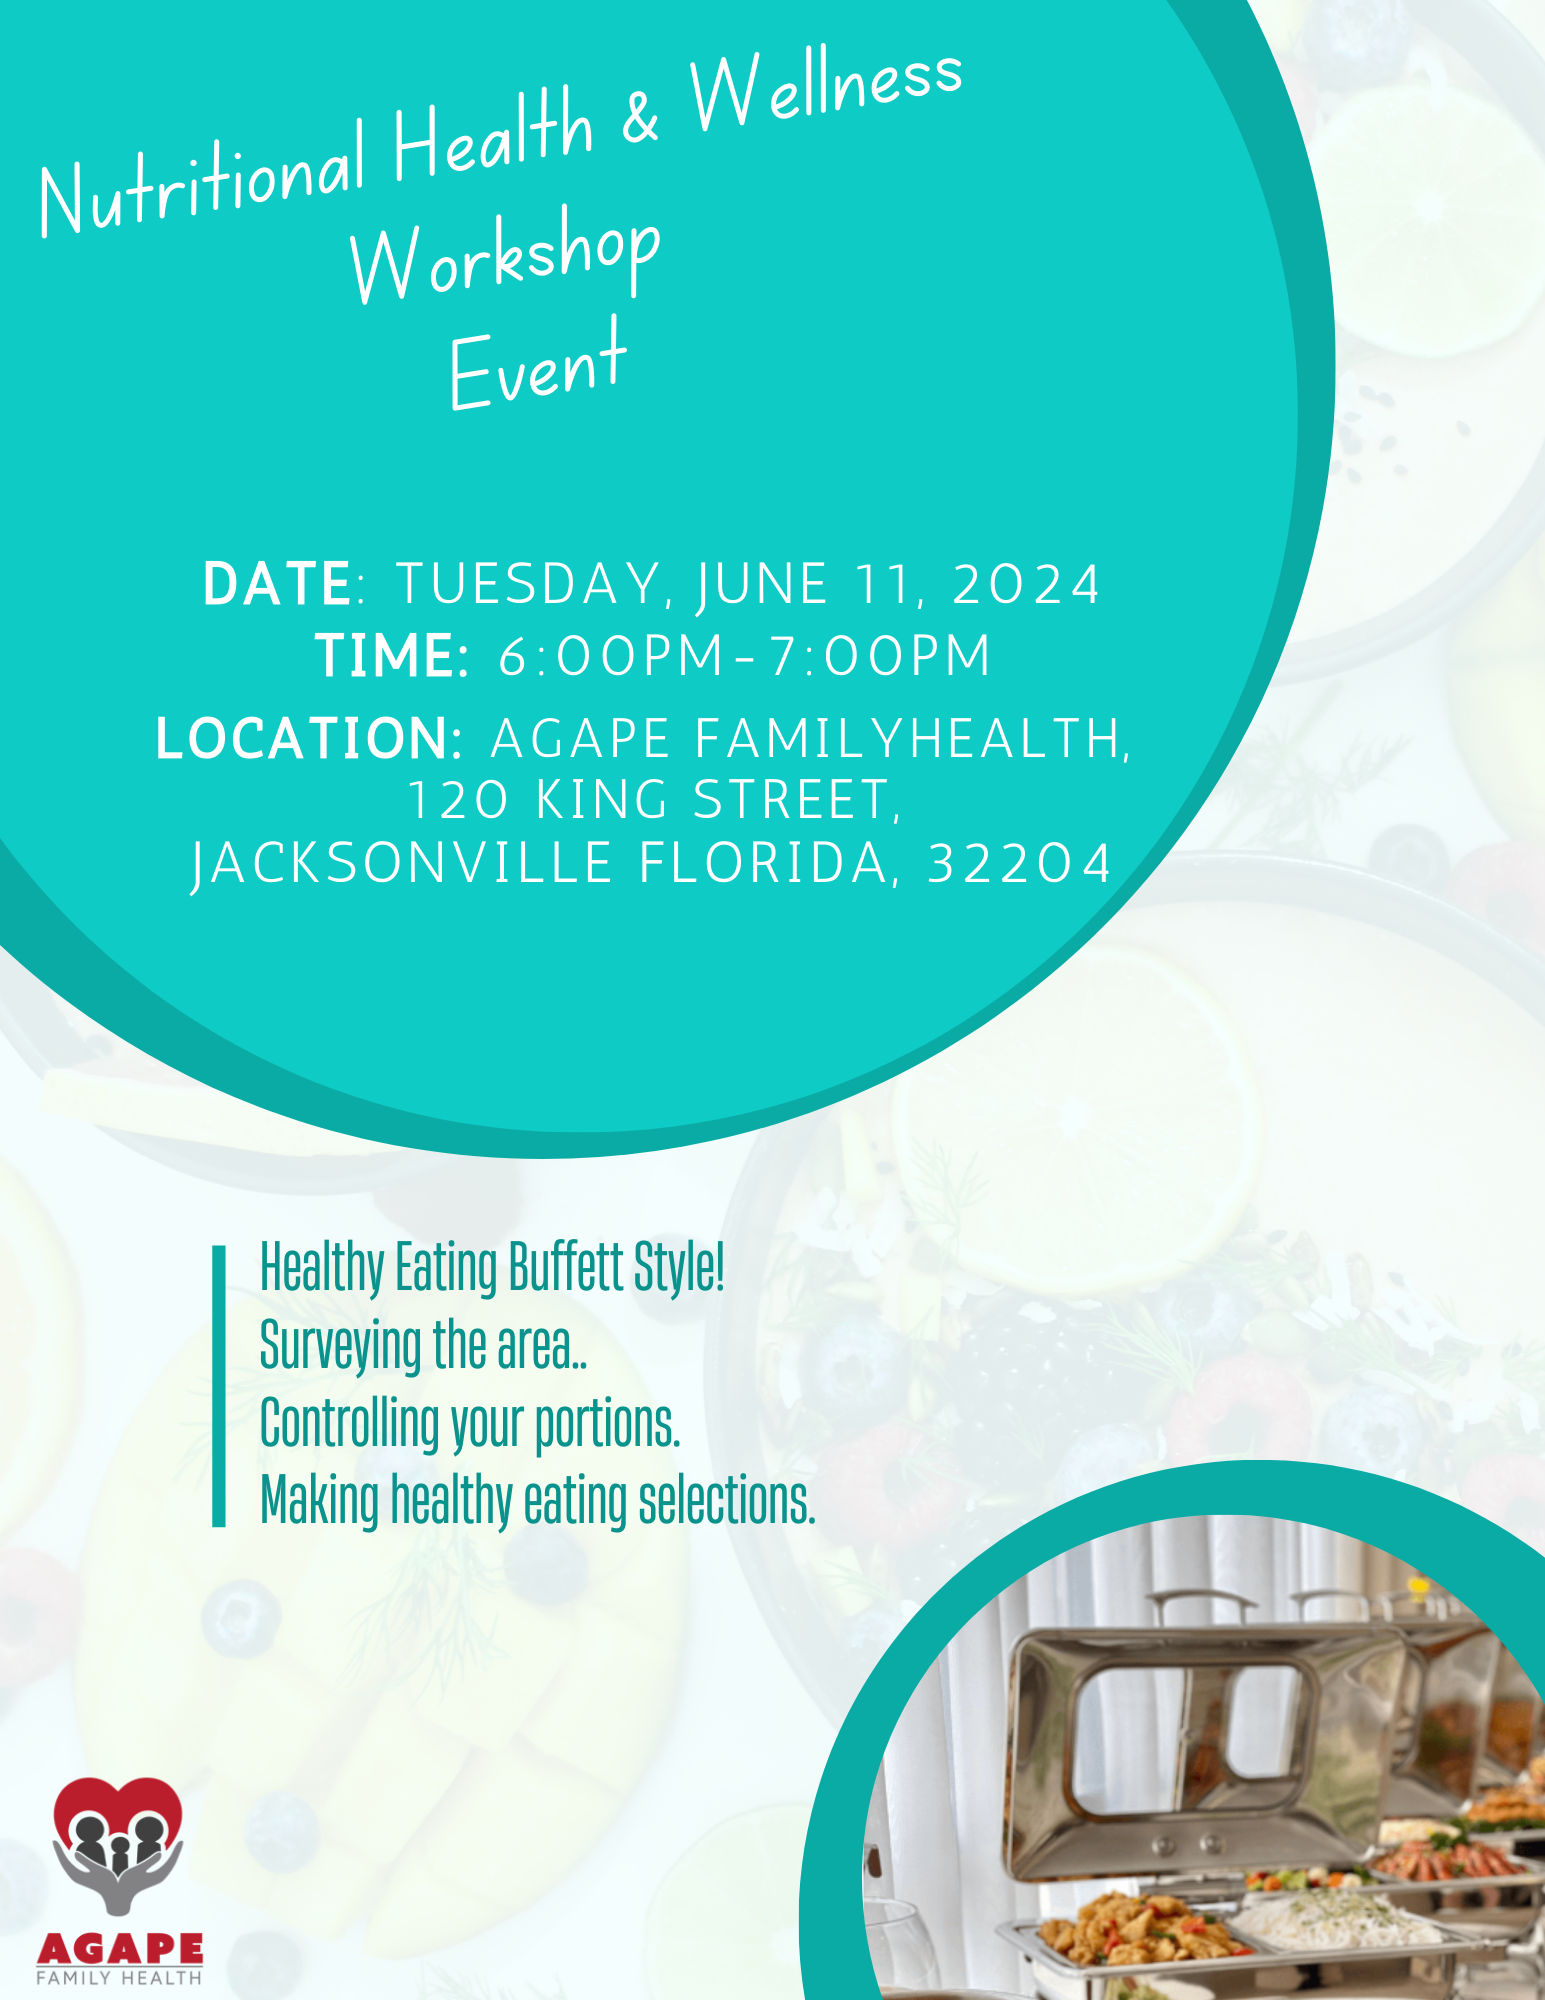 Nutritional Health & Wellness
Workshop
Event
DATE: TUESDAY, JUNE 11, 2024
TIME: 6:00PM-7:00PM
LOCATION: AGAPE FAMILYHEALTH,
120 KING STREET,
JACKSONVILLE FLORIDA, 32204
Healthy Eating Buffett Style!
Surveying the area..
Controlling your portions.
Making healthy eating selections.
AGAPE
FAMILY HEALTH